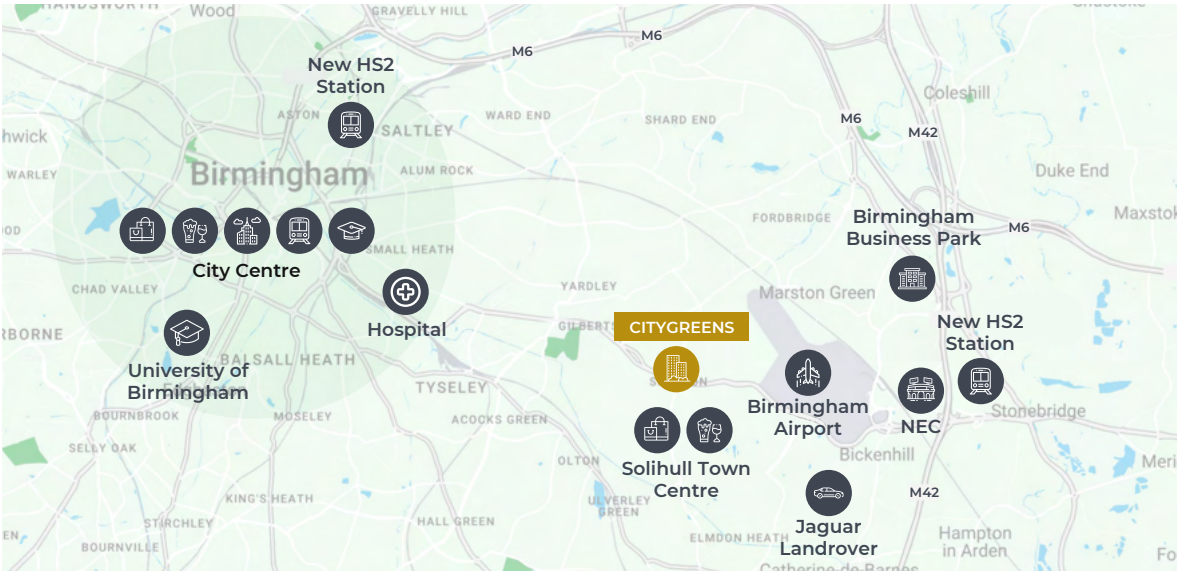 HANDSWORTH
Wood
GRAVELLY HILL
M6
M6
New HS2
Station
ASTON
SALTLEY
WARD END
SHARD END
M6
M42
Coleshill
WARLEY
Birmingham
ALUM ROCK
Duke End
FORDBRIDGE
Birmingham
Business Park
M6
City Centre
SMALL HEATH
CHAD VALLEY
YARDLEY
Marston Green
Hospital
CITYGREENS
New HS2
Station
University of
Birmingham
BALSALL HEATH
TYSELEY
Birmingham
Airport
NEC
Stonebridge
BOURNBROOK
MOSELEY
ACOCKS GREEN
SELLY OAK
OLTON
Solihull Town
Centre
Bickenhill
KING'S HEATH
ULVERLEY
GREEN
M42
STIRCHLEY
HALL GREEN
Jaguar
Landrover
ELMDON HEATH
Hampton
in Arden
BOURNVILLE
Catherine-de-Barnes